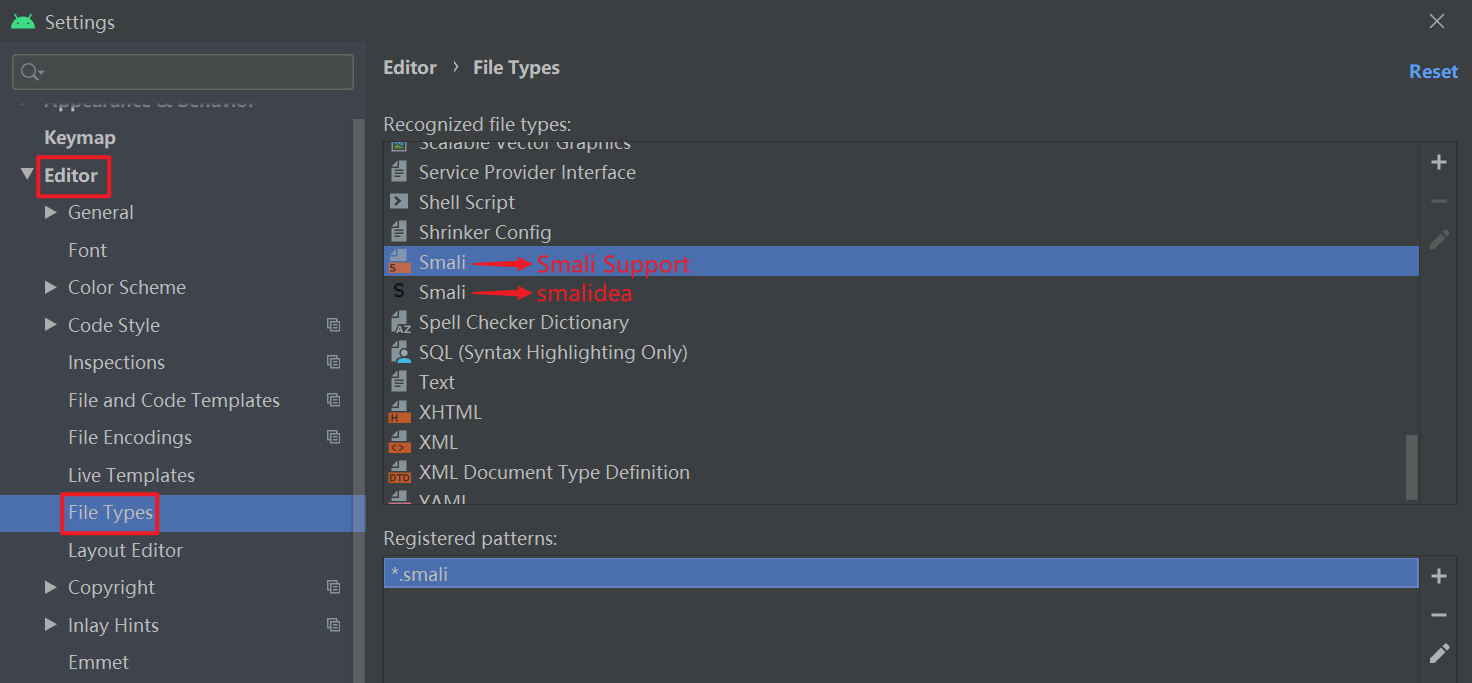 Settings
Editor › File Types
Reset
Appearance & Behavior
Keymap
Editor
General
Font
Color Scheme
Code Style
Inspections
File and Code Templates
File Encodings
Live Templates
File Types
Layout Editor
Copyright
Inlay Hints
Emmet
Recognized file types:
Scalable Vector Graphics
Service Provider Interface
Shell Script
Shrinker Config
Smali Smali Support
Smali smalidea
Spell Checker Dictionary
SQL (Syntax Highlighting Only)
Text
XHTML
XML
XML Document Type Definition
YAML
Registered patterns:
*.smali